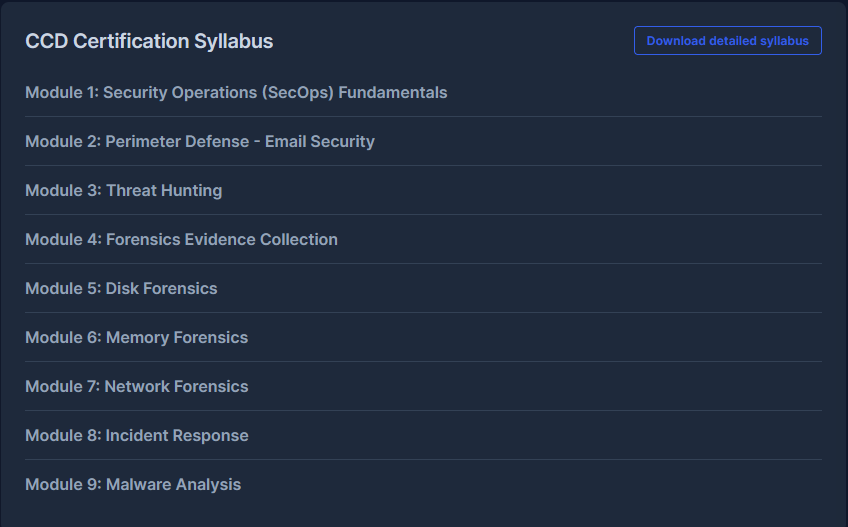 CCD Certification Syllabus
Download detailed syllabus
Module 1: Security Operations (SecOps) Fundamentals
Module 2: Perimeter Defense - Email Security
Module 3: Threat Hunting
Module 4: Forensics Evidence Collection
Module 5: Disk Forensics
Module 6: Memory Forensics
Module 7: Network Forensics
Module 8: Incident Response
Module 9: Malware Analysis